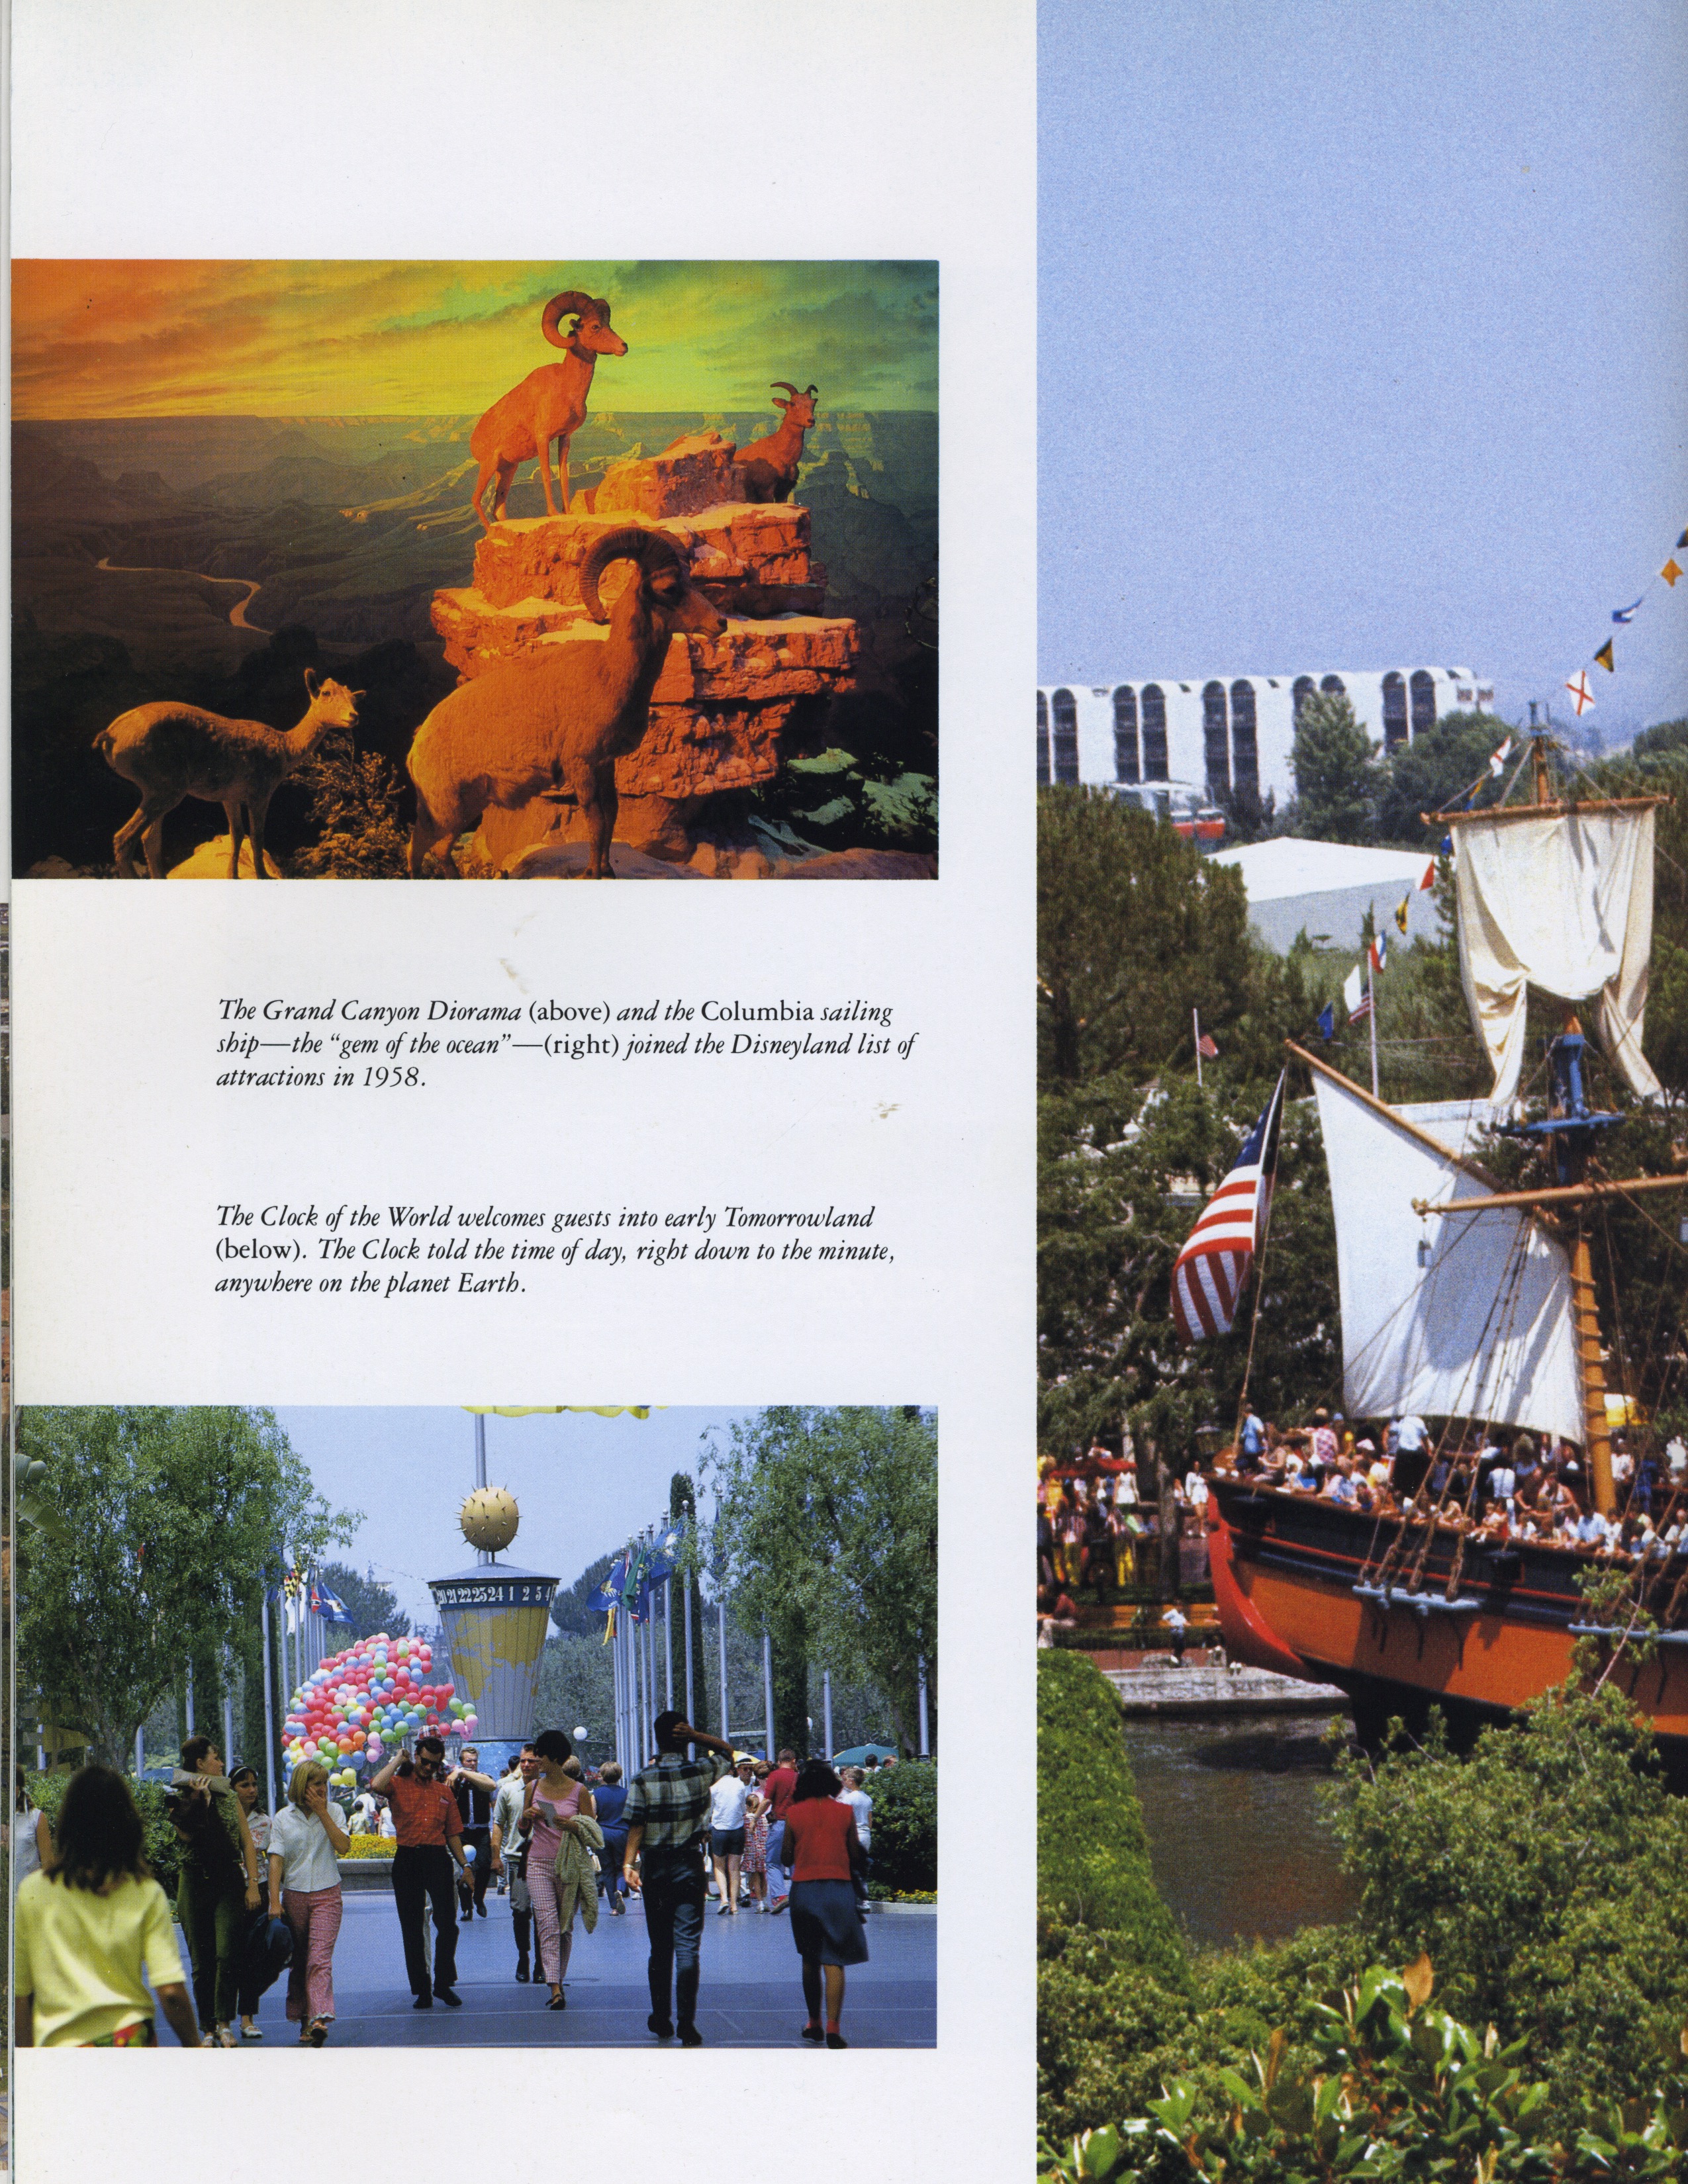 The Grand Canyon Diorama (above) and the Columbia sailing
ship—the “gem of the ocean”—(right) joined the Disneyland list of
attractions in 1958.
The Clock of the World welcomes guests into early Tomorrowland
(below). The Clock told the time of day, right down to the minute,
anywhere on the planet Earth.
21 22 23 24 1 2 3 4